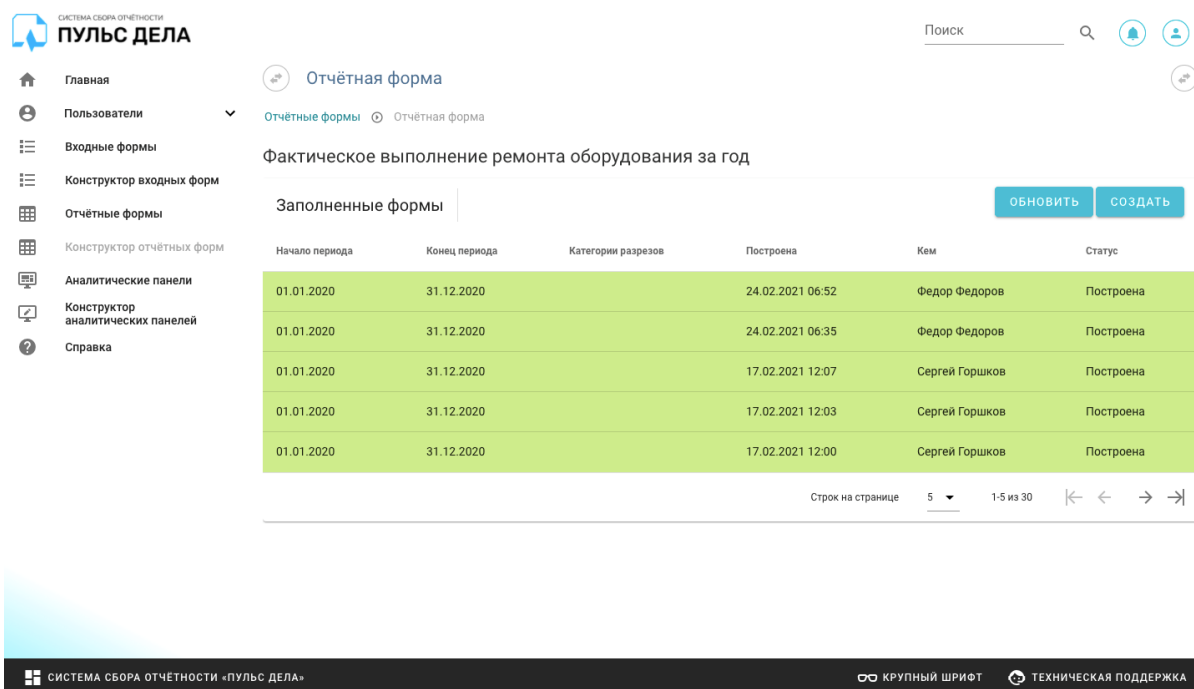 СИСТЕМА СБОРА ОТЧЁТНОСТИ
ПУЛЬС ДЕЛА
Поиск
Главная
Пользователи
Входные формы
Конструктор входных форм
Отчётные формы
Конструктор отчётных форм
Аналитические панели
Конструктор
аналитических панелей
Справка
Отчётная форма
Отчётные формы Отчётная форма
Фактическое выполнение ремонта оборудования за год
Заполненные формы
ОБНОВИТЬ СОЗДАТЬ
Начало периода Конец периода Категории разрезов Построена Кем Статус
01.01.2020 31.12.2020 24.02.2021 06:52 Федор Федоров Построена
01.01.2020 31.12.2020 24.02.2021 06:35 Федор Федоров Построена
01.01.2020 31.12.2020 17.02.2021 12:07 Сергей Горшков Построена
01.01.2020 31.12.2020 17.02.2021 12:03 Сергей Горшков Построена
01.01.2020 31.12.2020 17.02.2021 12:00 Сергей Горшков Построена
Строк на странице 5 1-5 из 30
СИСТЕМА СБОРА ОТЧЁТНОСТИ «ПУЛЬС ДЕЛА» КРУПНЫЙ ШРИФТ ТЕХНИЧЕСКАЯ ПОДДЕРЖКА